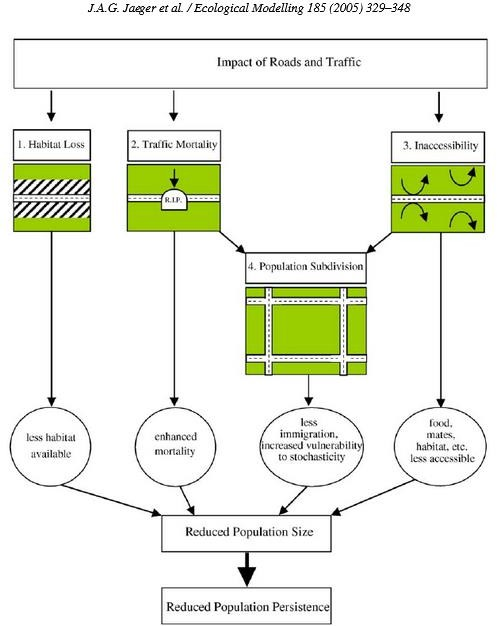 J.A.G. Jaeger et al. / Ecological Modelling 185 (2005) 329–348
Impact of Roads and Traffic
1. Habitat Loss
2. Traffic Mortality
3. Inaccessibility
R.I.P.
4. Population Subdivision
less habitat
available
enhanced
mortality
less
immigration,
increased vulnerability
to stochasticity
food,
mates,
habitat, etc.
less accessible
Reduced Population Size
Reduced Population Persistence